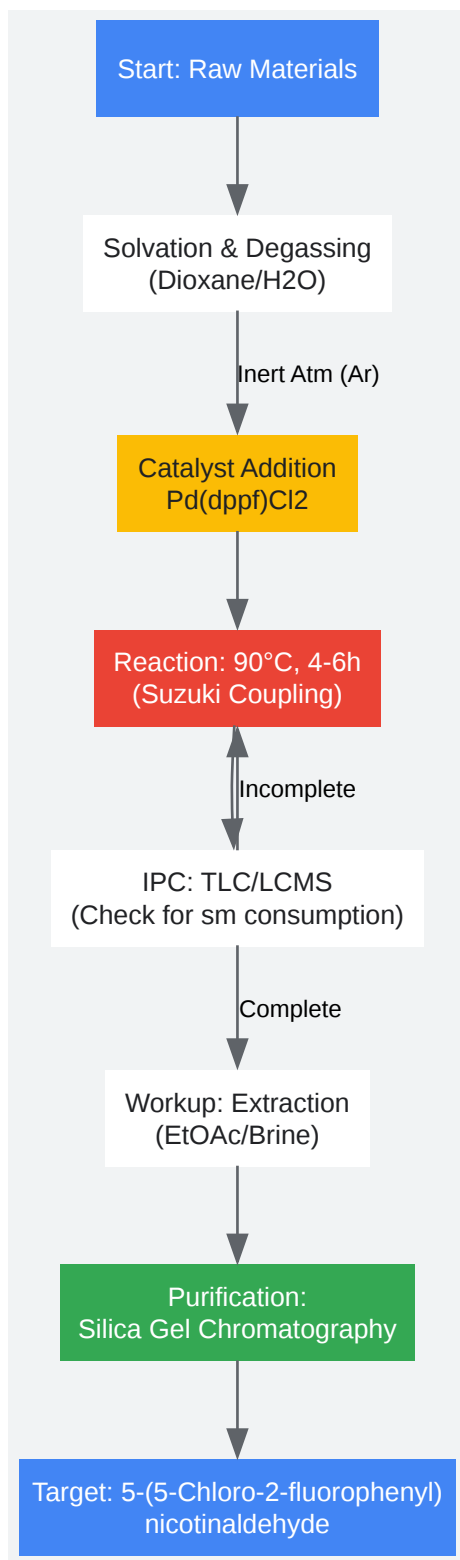 Start: Raw Materials
Solvation & Degassing
(Dioxane/H2O)
Inert Atm (Ar)
Catalyst Addition
Pd(dppf)Cl2
Reaction: 90°C, 4-6h
(Suzuki Coupling)
Incomplete
IPC: TLC/LCMS
(Check for sm consumption)
Complete
Workup: Extraction
(EtOAc/Brine)
Purification:
Silica Gel Chromatography
Target: 5-(5-Chloro-2-fluorophenyl)
nicotinaldehyde